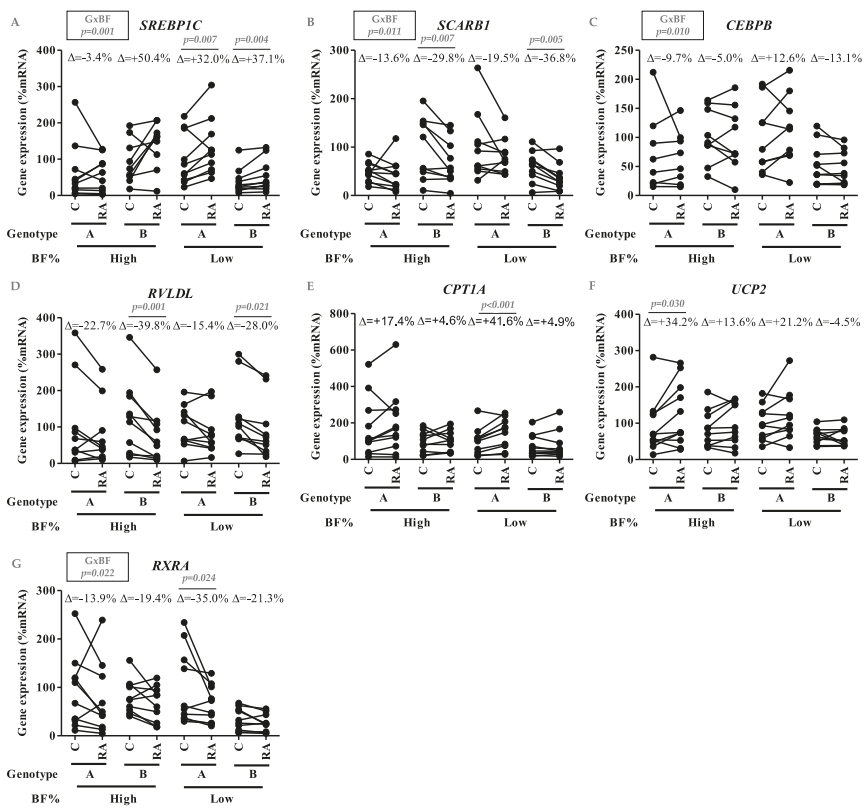 A
GxBF
p=0.001
SREBP1C
p=0.007
p=0.004
Δ=-3.4%
Δ=+50.4%
Δ=+32.0%
Δ=+37.1%
Gene expression (%mRNA)
400
300
200
100
0
C RA C RA C RA C RA
Genotype A B A B
BF% High Low
B
GxBF
p=0.011
SCARB1
p=0.007
p=0.005
Δ=-13.6%
Δ=-29.8%
Δ=-19.5%
Δ=-36.8%
Gene expression (%mRNA)
300
200
100
0
C RA C RA C RA C RA
A B A B
High Low
C
GxBF
p=0.010
CEBPB
Δ=-9.7%
Δ=-5.0%
Δ=+12.6%
Δ=-13.1%
Gene expression (%mRNA)
250
200
150
100
50
0
C RA C RA C RA C RA
A B A B
High Low
D
RVLDL
p=0.001
p=0.021
Δ=-22.7%
Δ=-39.8%
Δ=-15.4%
Δ=-28.0%
Gene expression (%mRNA)
400
300
200
100
0
C RA C RA C RA C RA
Genotype A B A B
BF% High Low
E
CPT1A
p<0.001
Δ=+17.4%
Δ=+4.6%
Δ=+41.6%
Δ=+4.9%
Gene expression (%mRNA)
800
600
400
200
0
C RA C RA C RA C RA
Genotype A B A B
BF% High Low
F
UCP2
p=0.030
Δ=+34.2%
Δ=+13.6%
Δ=+21.2%
Δ=-4.5%
Gene expression (%mRNA)
400
300
200
100
0
C RA C RA C RA C RA
Genotype A B A B
BF% High Low
G
GxBF
p=0.022
RXRA
p=0.024
Δ=-13.9%
Δ=-19.4%
Δ=-35.0%
Δ=-21.3%
Gene expression (%mRNA)
300
200
100
0
C RA C RA C RA C RA
Genotype A B A B
BF% High Low